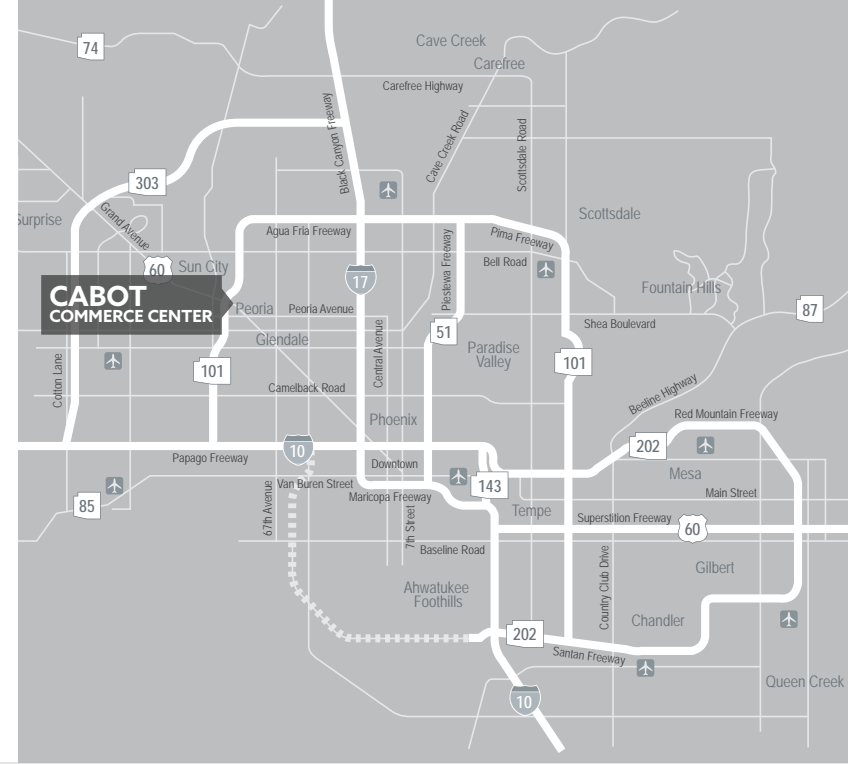 Cave Creek
74
Carefree
Carefree Highway
Black Canyon Freeway
Cave Creek Road
Scottsdale Road
303
Surprise
Grand Avenue
Scottsdale
Agua Fria Freeway
Pima Freeway
60
Sun City
Bell Road
17
Piestewa Freeway
Fountain Hills
CABOT
COMMERCE CENTER
Peoria
Peoria Avenue
87
Shea Boulevard
51
Glendale
Central Avenue
Paradise
Valley
101
101
Cotton Lane
Camelback Road
Beeline Highway
Red Mountain Freeway
Phoenix
202
10
Papago Freeway
Downtown
Mesa
Van Buren Street
143
Maricopa Freeway
Main Street
85
67th Avenue
7th Street
Tempe
Superstition Freeway
60
Baseline Road
Country Club Drive
Gilbert
Ahwatukee
Foothills
Chandler
202
Santan Freeway
Queen Creek
10